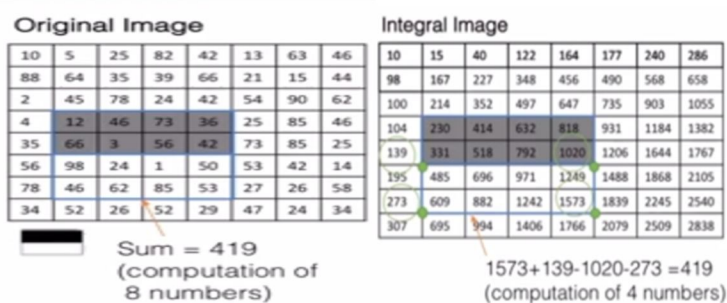 Original Image
10 5 25 82 42 13 63 46
88 64 35 39 66 21 15 44
2 45 78 24 42 54 90 62
4 12 46 73 36 25 85 46
35 66 3 56 42 73 85 25
56 98 24 1 50 53 42 14
78 46 62 85 53 27 26 58
34 52 26 52 29 47 24 34
Sum = 419
(computation of
8 numbers)
Integral Image
10 15 40 122 164 177 240 286
98 167 227 348 456 490 568 658
100 214 352 497 647 735 903 1055
104 230 414 632 818 931 1184 1382
139 331 518 792 1020 1206 1644 1767
195 485 696 971 1249 1488 1868 2105
273 609 882 1242 1573 1839 2245 2540
307 695 994 1406 1766 2079 2509 2838
1573+139-1020-273 =419
(computation of 4 numbers)